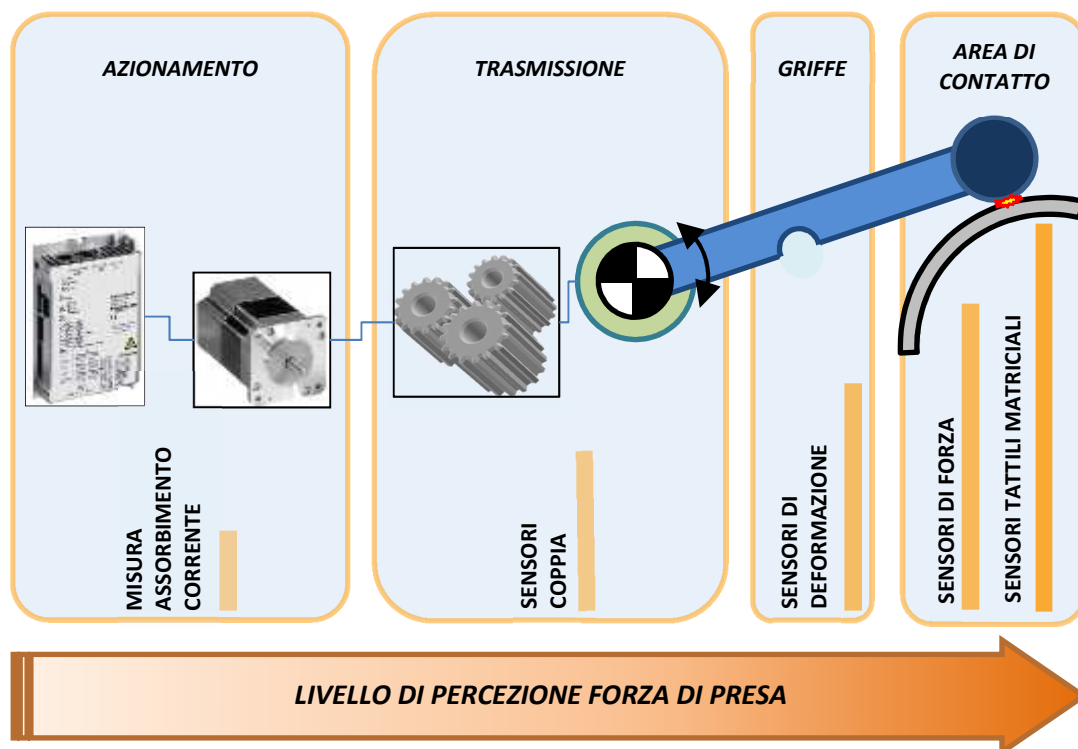 AZIONAMENTO
TRASMISSIONE
GRIFFE
AREA DI
CONTATTO
MISURA
ASSORBIMENTO
CORRENTE
SENSORI
COPPIA
SENSORI DI
DEFORMAZIONE
SENSORI DI FORZA
SENSORI TATTILI MATRICIALI
LIVELLO DI PERCEZIONE FORZA DI PRESA